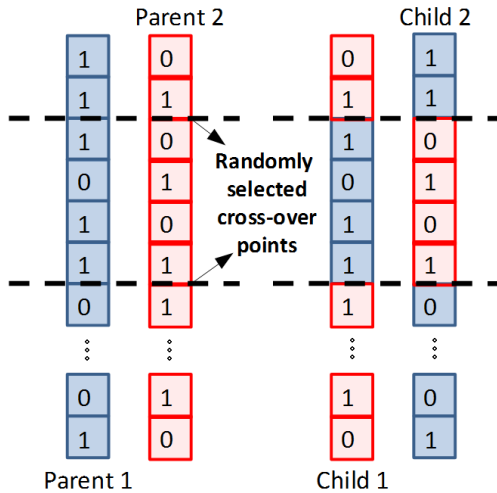 Parent 2 Child 2
1 0 0 1
1 1 1 1
1 0 1 0
0 1 0 1
1 0 1 0
1 1 1 1
0 1 1 0
0 1 1 0
1 0 0 1
Randomly
selected
cross-over
points
Parent 1 Child 1